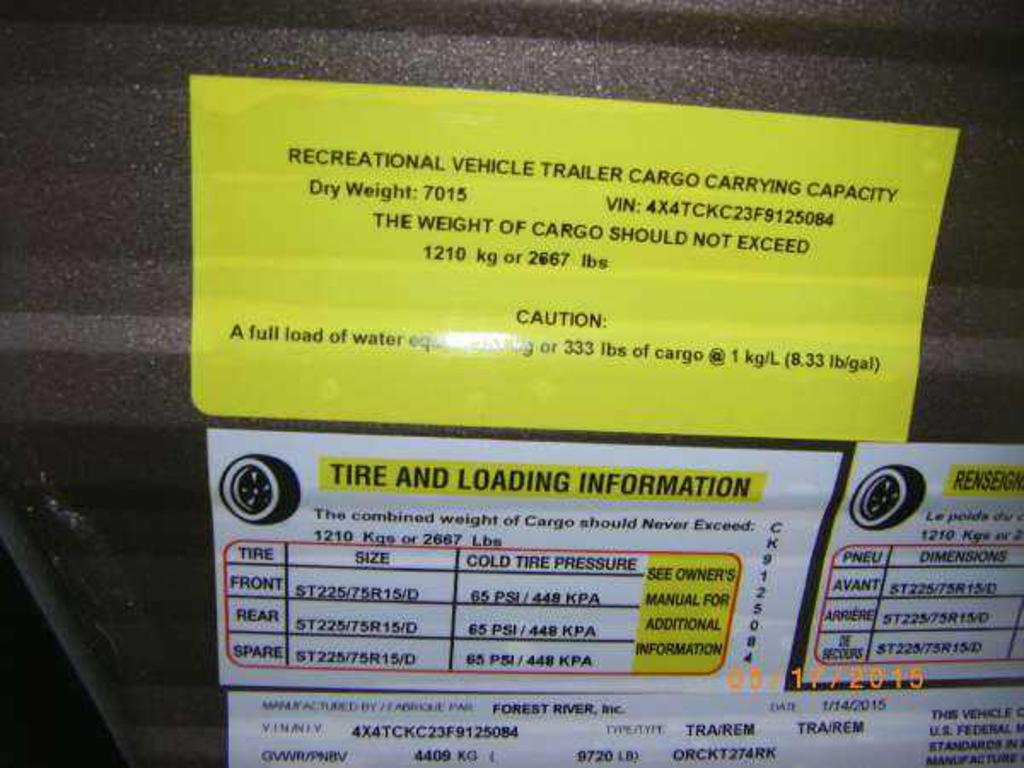 RECREATIONAL VEHICLE TRAILER CARGO CARRYING CAPACITY
Dry Weight: 7015 VIN: 4X4TCKC23F9125084
THE WEIGHT OF CARGO SHOULD NOT EXCEED
1210 kg or 2667 lbs
CAUTION:
A full load of water kg or 333 lbs of cargo @ 1 kg/L (8.33 lb/gal)
TIRE AND LOADING INFORMATION
The combined weight of Cargo should Never Exceed:
1210 Kgs or 2667 Lbs
TIRE SIZE COLD TIRE PRESSURE
FRONT ST225/75R15/D 65 PSI / 448 KPA
REAR ST225/75R15/D 65 PSI / 448 KPA
SPARE ST225/75R15/D 65 PSI / 448 KPA
SEE OWNER'S
MANUAL FOR
ADDITIONAL
INFORMATION
CK9125084
RENSEIGN
Le poids du c
1210 Kgs or 2
PNEU DIMENSIONS
AVANT ST225/75R15/D
ARRIÈRE ST225/75R15/D
DE
SECOURS ST225/75R15/D
05/17/2015
MANUFACTURED BY / FABRIQUE PAR FOREST RIVER, Inc. DATE 1/14/2015
V I N /N I V 4X4TCKC23F9125084 TYPE/TYPE TRA/REM TRA/REM
GVWR/PNBV 4409 KG ( 9720 LB) ORCKT274RK
THIS VEHICLE C
U.S. FEDERAL M
STANDARDS IN
MANUFACTURE